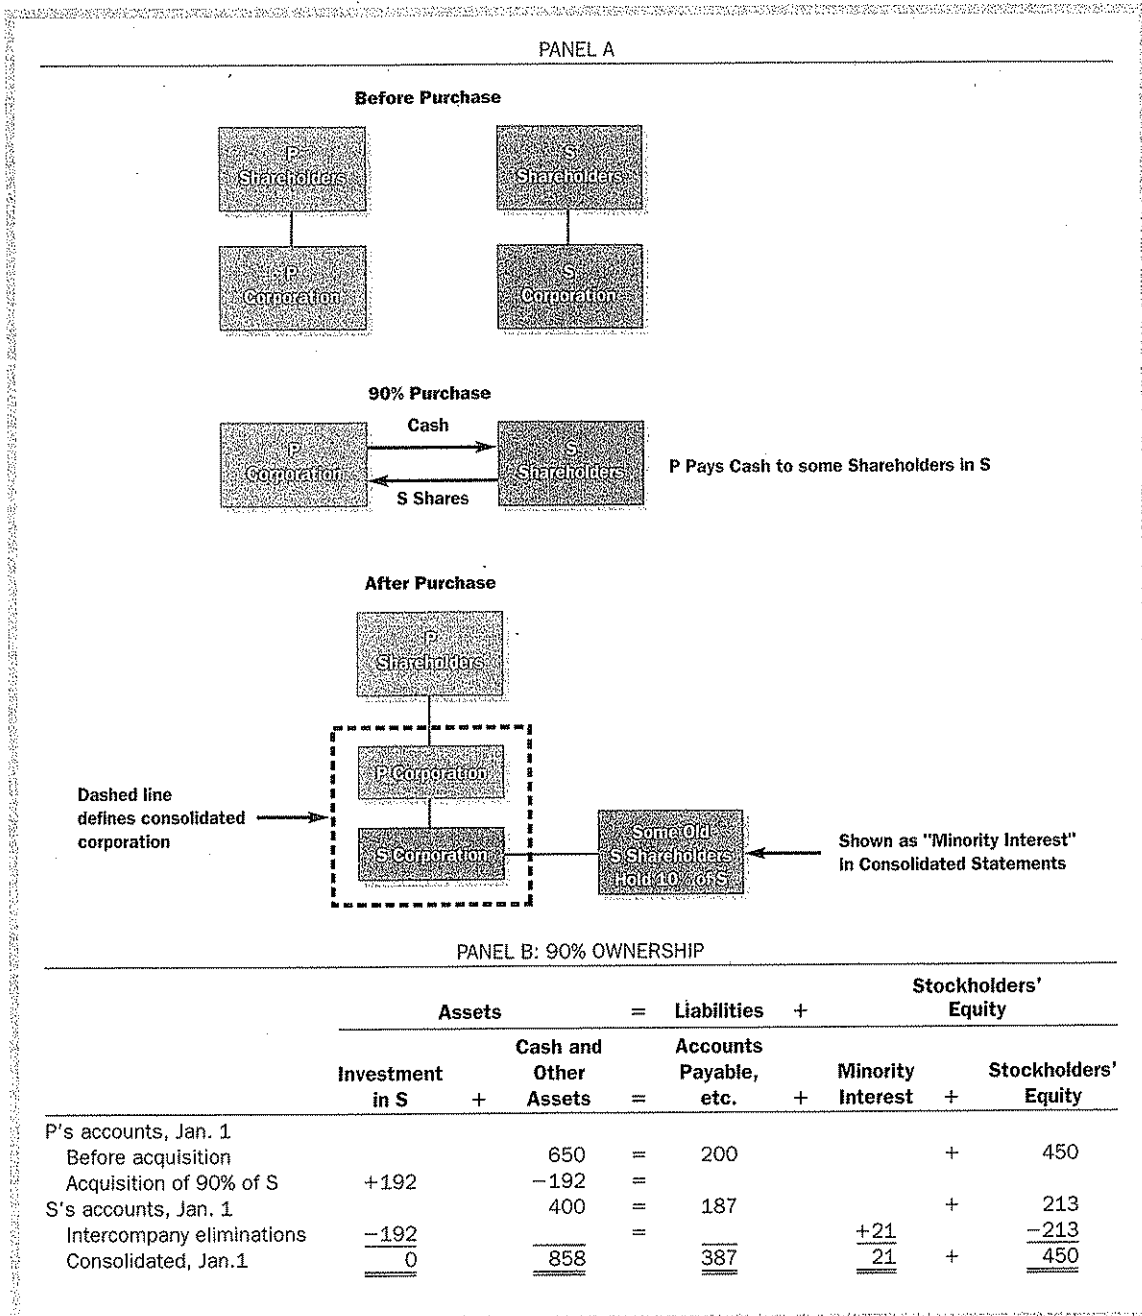 PANEL A
Before Purchase
P
Shareholders
S
Shareholders
P
Corporation
S
Corporation
90% Purchase
Cash
P
Corporation
S
Shareholders
P Pays Cash to some Shareholders in S
S Shares
After Purchase
P
Shareholders
P Corporation
Dashed line
defines consolidated
corporation
S Corporation
Some Old
S Shareholders
Hold 10 of S
Shown as "Minority Interest"
in Consolidated Statements
PANEL B: 90% OWNERSHIP
Assets = Liabilities + Stockholders' Equity
Investment in S + Cash and Other Assets = Accounts Payable, etc. + Minority Interest + Stockholders' Equity
P's accounts, Jan. 1
Before acquisition 650 = 200 + 450
Acquisition of 90% of S +192 −192 =
S's accounts, Jan. 1 400 = 187 + 213
Intercompany eliminations −192 = +21 −213
Consolidated, Jan.1 0 858 387 21 + 450